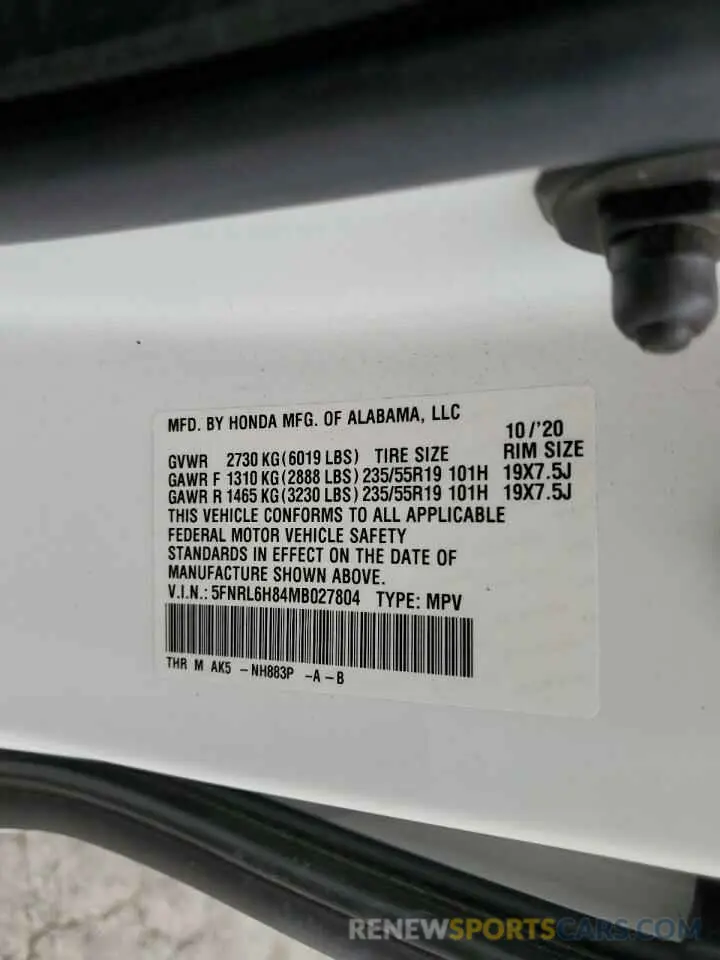 MFD. BY HONDA MFG. OF ALABAMA, LLC 10/'20
GVWR 2730 KG (6019 LBS) TIRE SIZE RIM SIZE
GAWR F 1310 KG (2888 LBS) 235/55R19 101H 19X7.5J
GAWR R 1465 KG (3230 LBS) 235/55R19 101H 19X7.5J
THIS VEHICLE CONFORMS TO ALL APPLICABLE
FEDERAL MOTOR VEHICLE SAFETY
STANDARDS IN EFFECT ON THE DATE OF
MANUFACTURE SHOWN ABOVE.
V.I.N.: 5FNRL6H84MB027804 TYPE: MPV
THR M AK5 -NH883P -A-B
RENEWSPORTSCARS.COM